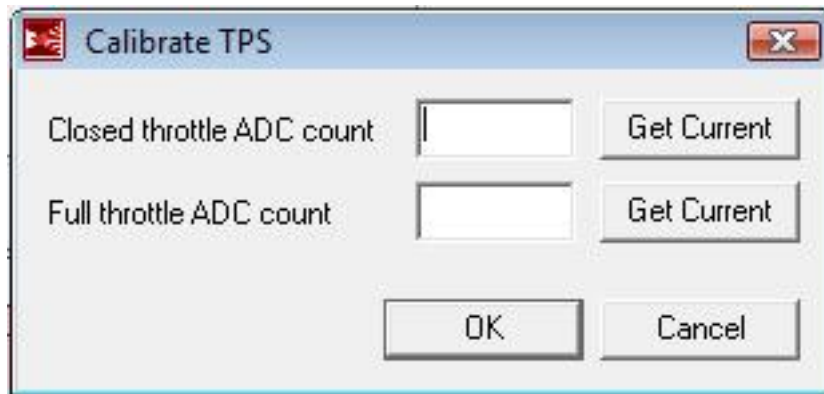 Calibrate TPS
Closed throttle ADC count Get Current
Full throttle ADC count Get Current
OK Cancel